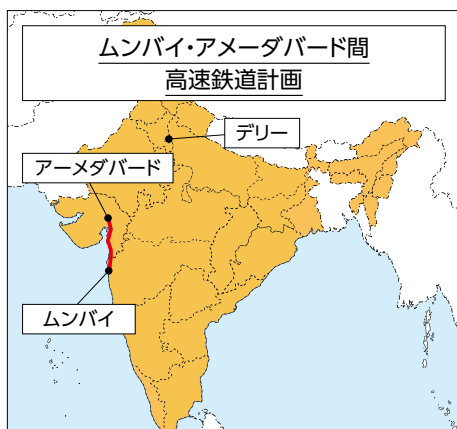 ムンバイ・アメーダバード間
高速鉄道計画
デリー
アーメダバード
ムンバイ